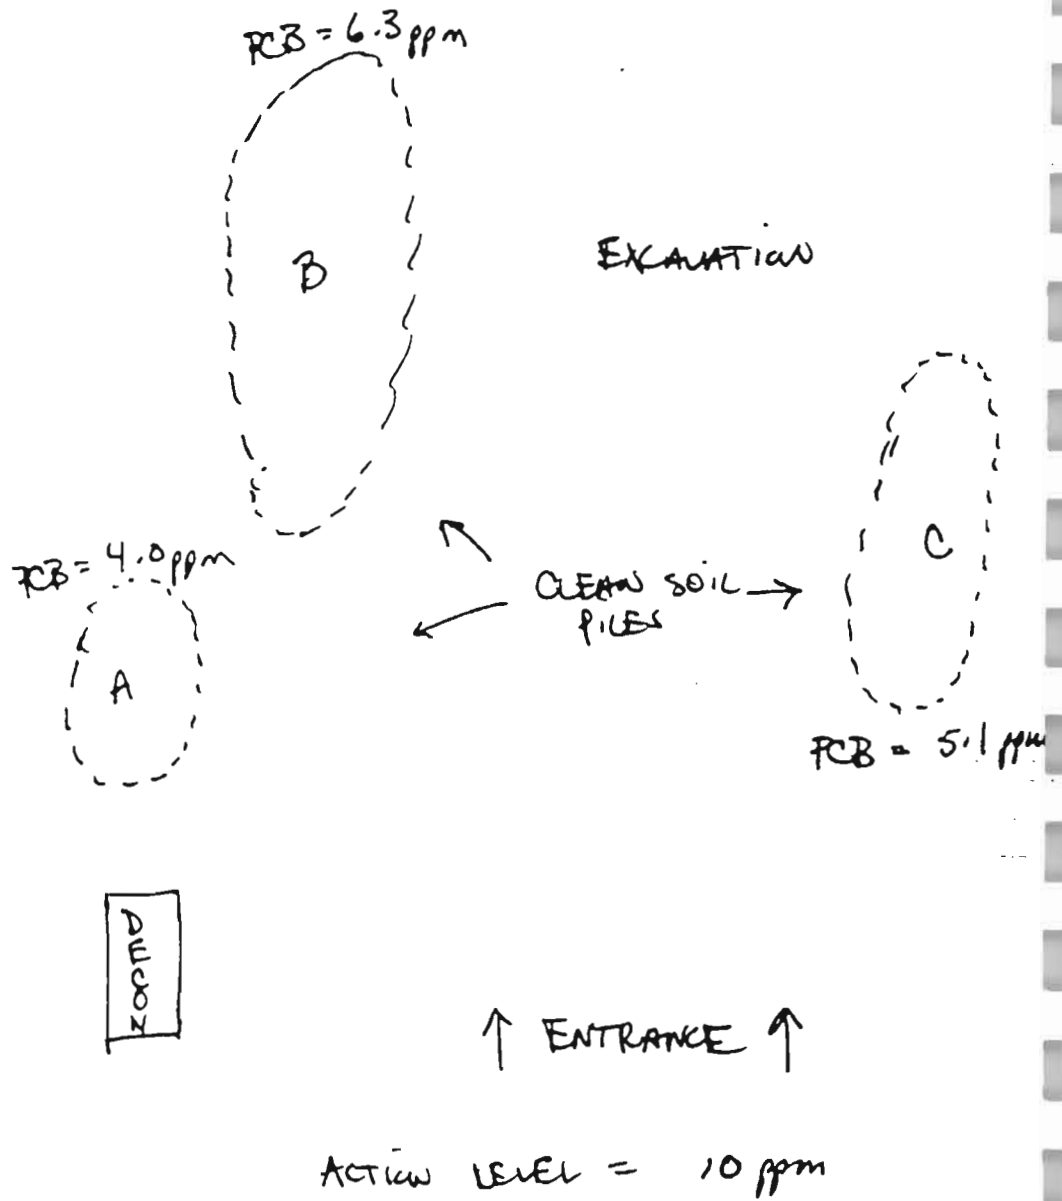 PCB = 6.3 ppm
B
EXCAVATION
PCB = 4.0 ppm
C
CLEAN SOIL
PILES
A
PCB = 5.1 ppm
DECON
↑ ENTRANCE ↑
ACTION LEVEL = 10 ppm